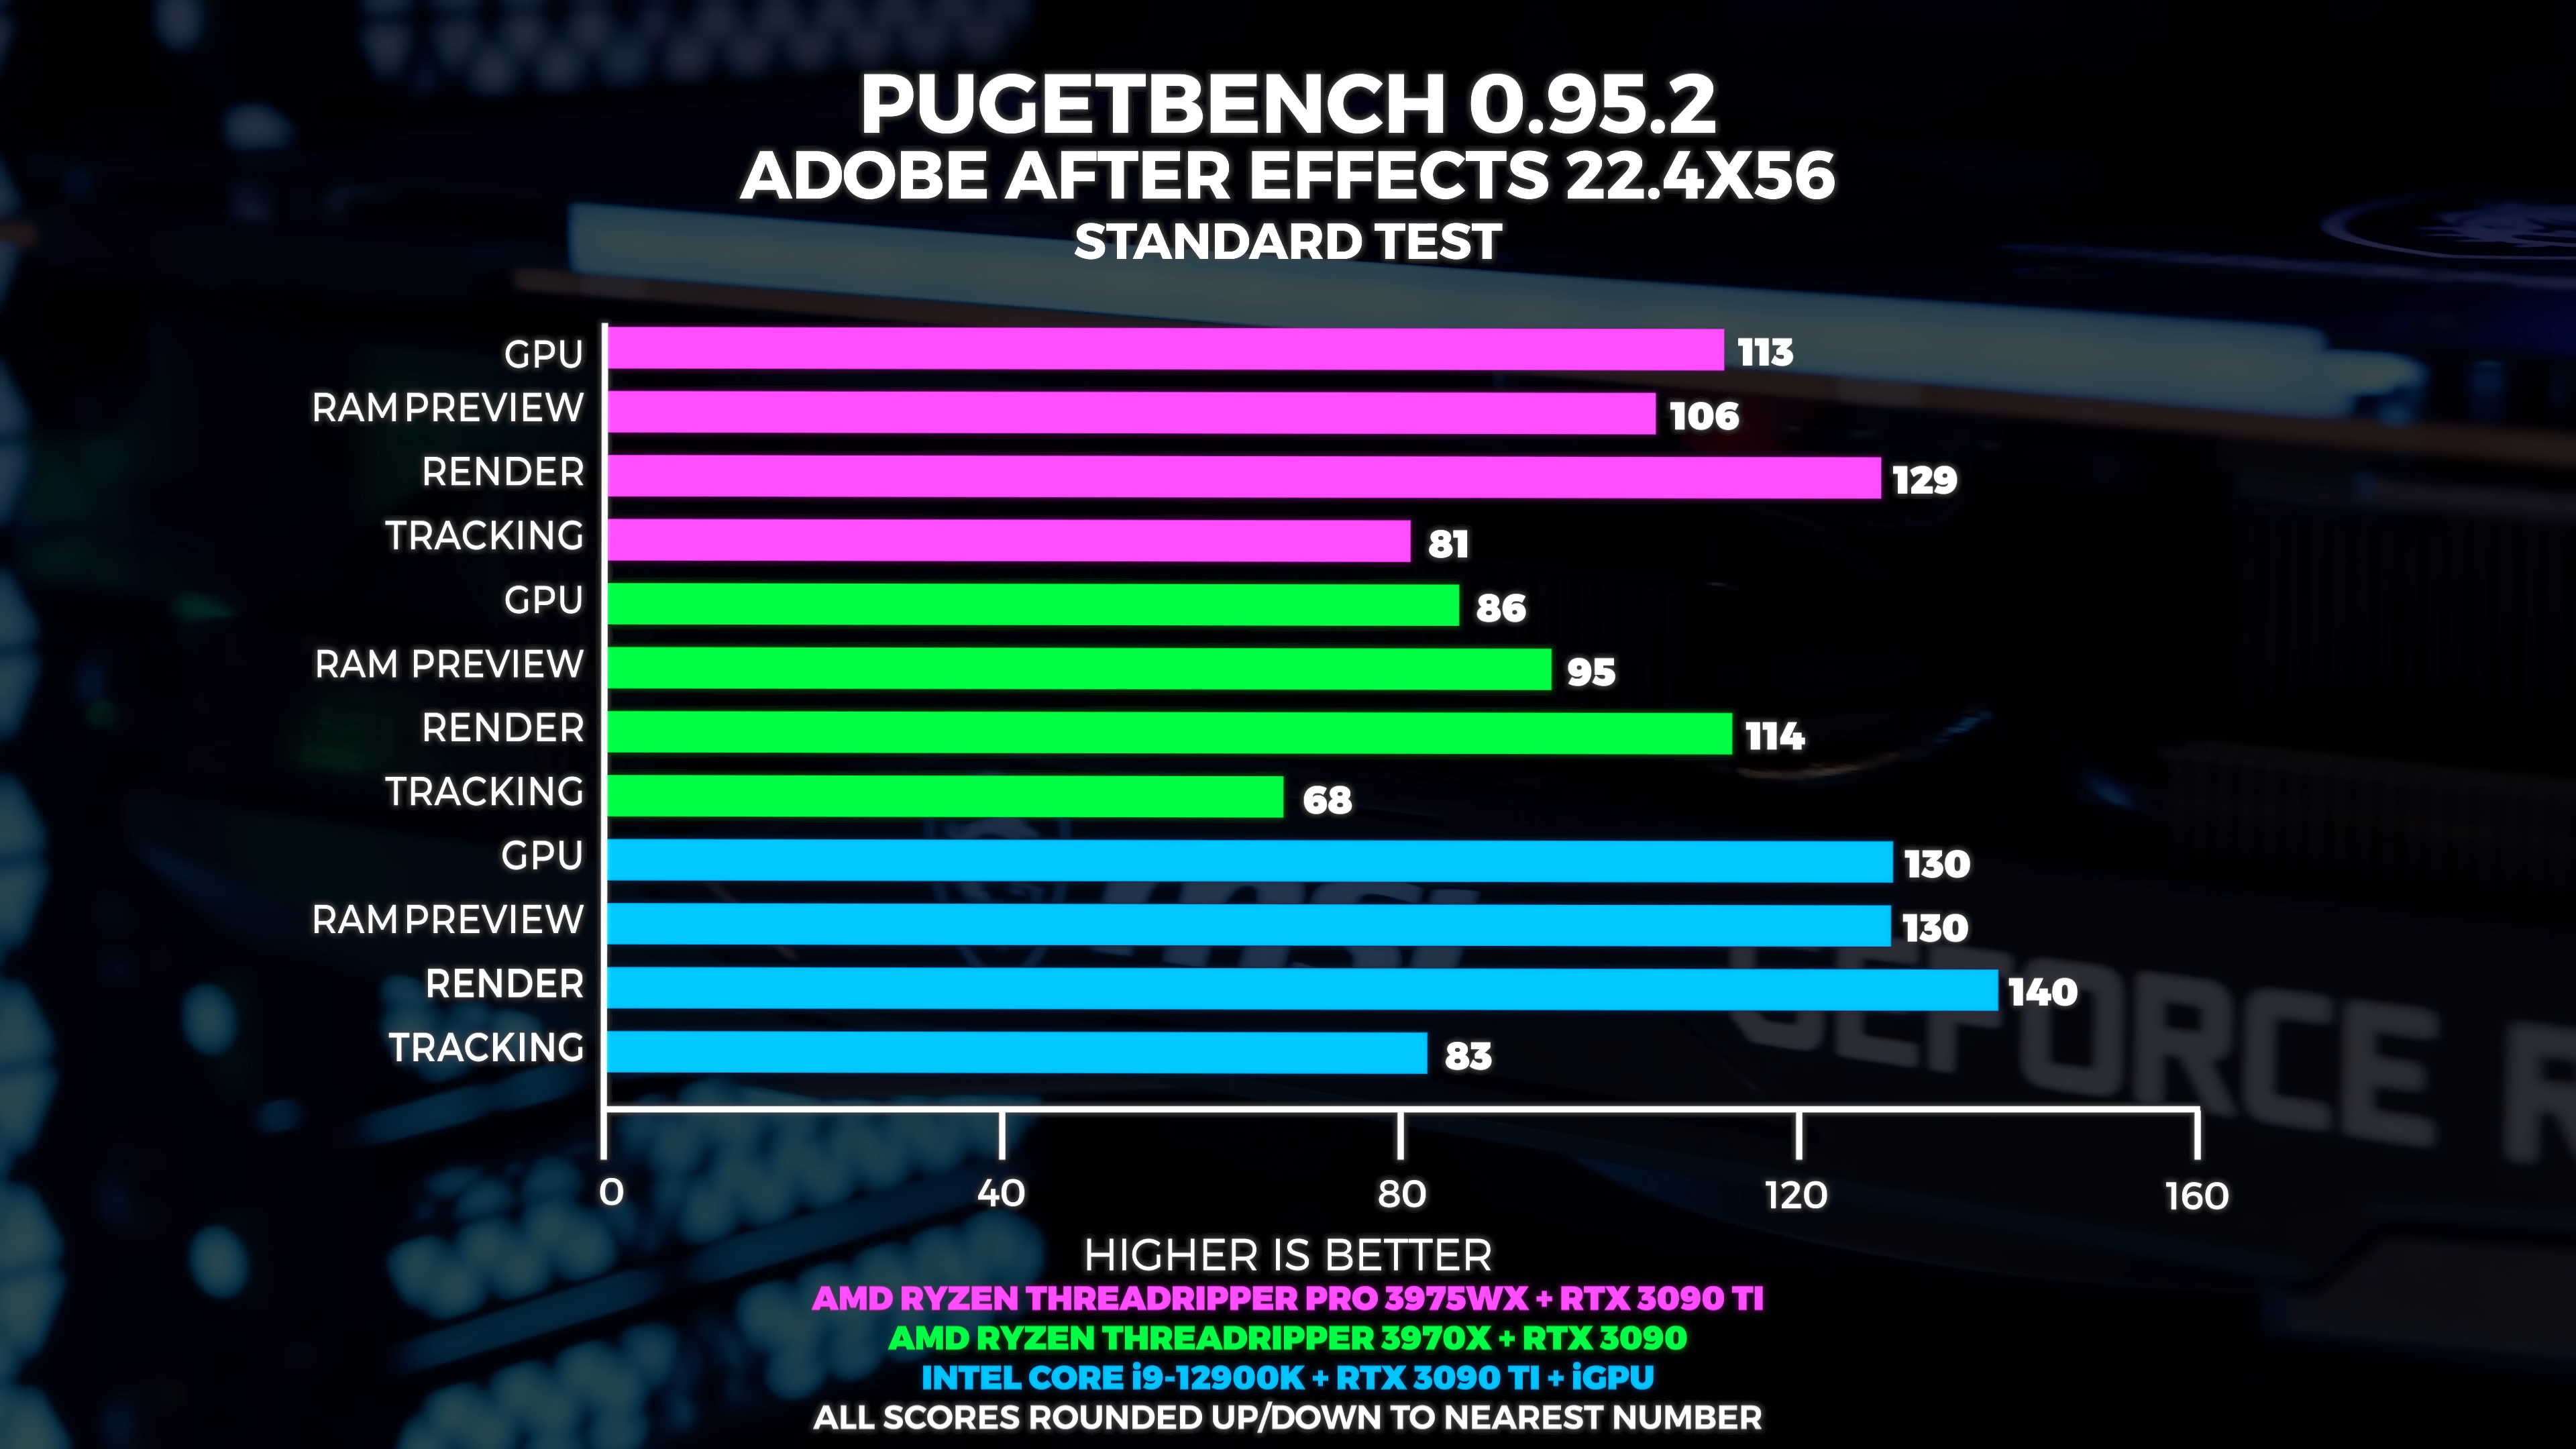 PUGETBENCH 0.95.2
ADOBE AFTER EFFECTS 22.4X56
STANDARD TEST
GPU 113
RAM PREVIEW 106
RENDER 129
TRACKING 81
GPU 86
RAM PREVIEW 95
RENDER 114
TRACKING 68
GPU 130
RAM PREVIEW 130
RENDER 140
TRACKING 83
msi
GEFORCE R
0 40 80 120 160
HIGHER IS BETTER
AMD RYZEN THREADRIPPER PRO 3975WX + RTX 3090 TI
AMD RYZEN THREADRIPPER 3970X + RTX 3090
INTEL CORE i9-12900K + RTX 3090 TI + iGPU
ALL SCORES ROUNDED UP/DOWN TO NEAREST NUMBER